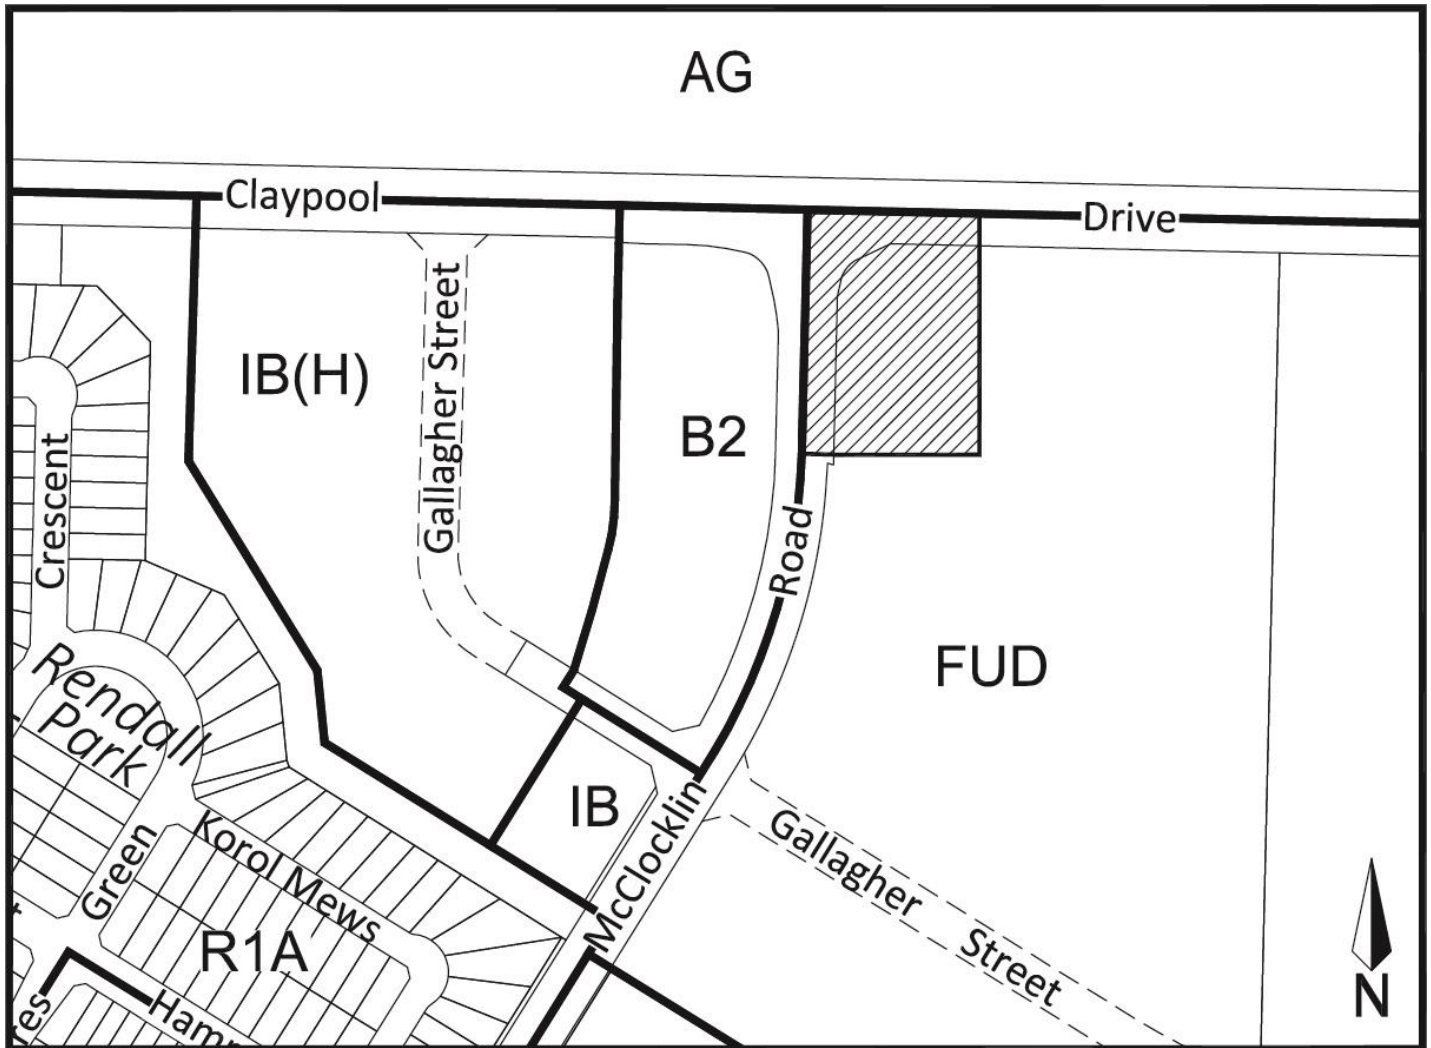 AG
Claypool
Drive
Gallagher Street
IB(H)
B2
Crescent
Road
Rendall
Park
FUD
IB
McClocklin
Gallagher
Street
Green
Korol Mews
R1A
N